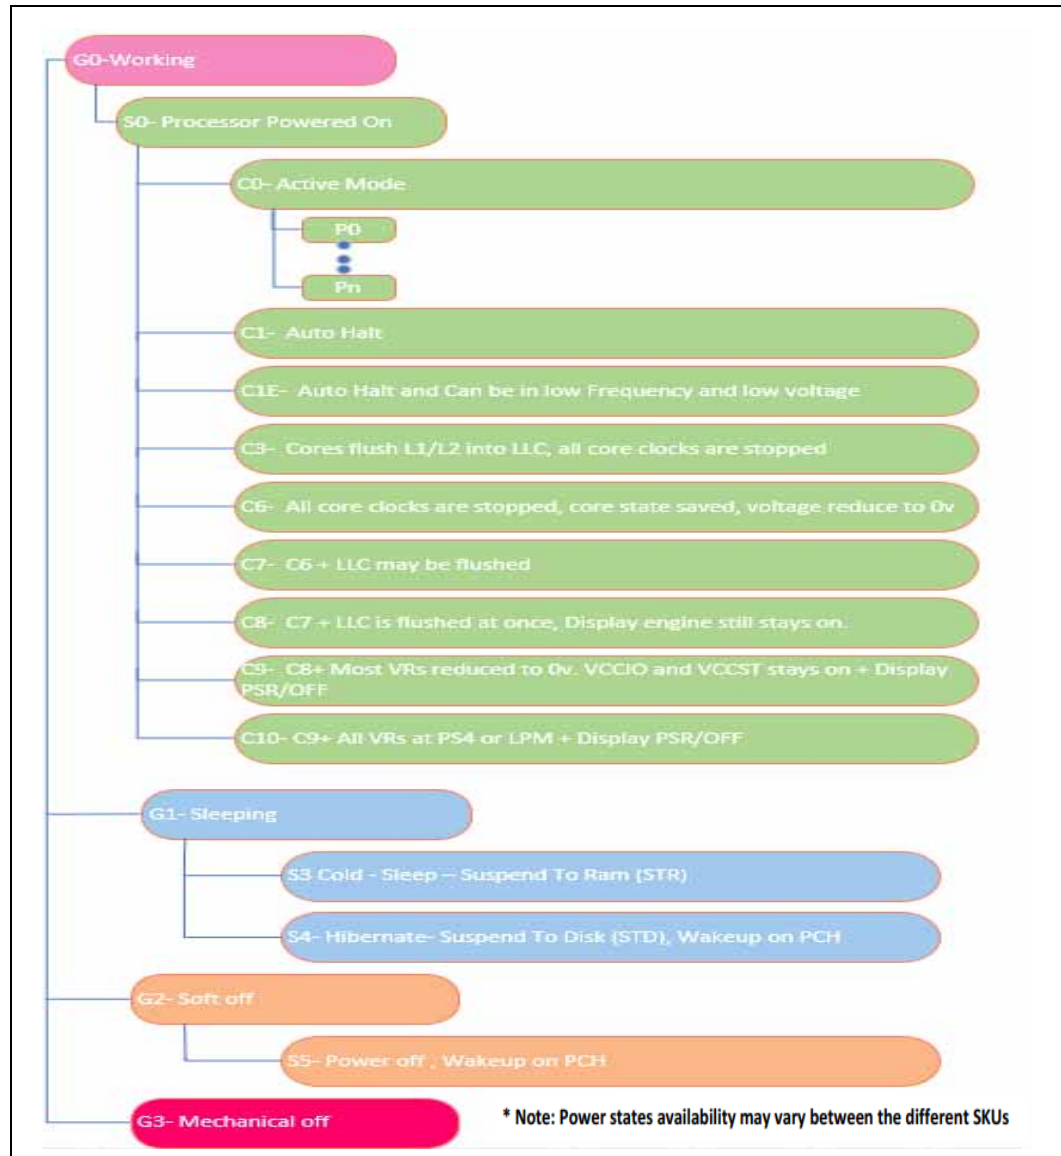 G0-Working
S0- Processor Powered On
C0- Active Mode
P0
Pn
C1- Auto Halt
C1E- Auto Halt and Can be in low Frequency and low voltage
C3- Cores flush L1/L2 into LLC, all core clocks are stopped
C6- All core clocks are stopped, core state saved, voltage reduce to 0v
C7- C6 + LLC may be flushed
C8- C7 + LLC is flushed at once, Display engine still stays on.
C9- C8+ Most VRs reduced to 0v. VCCIO and VCCST stays on + Display
PSR/OFF
C10- C9+ All VRs at PS4 or LPM + Display PSR/OFF
G1- Sleeping
S3 Cold - Sleep – Suspend To Ram (STR)
S4- Hibernate- Suspend To Disk (STD), Wakeup on PCH
G2- Soft off
S5- Power off , Wakeup on PCH
G3- Mechanical off
* Note: Power states availability may vary between the different SKUs